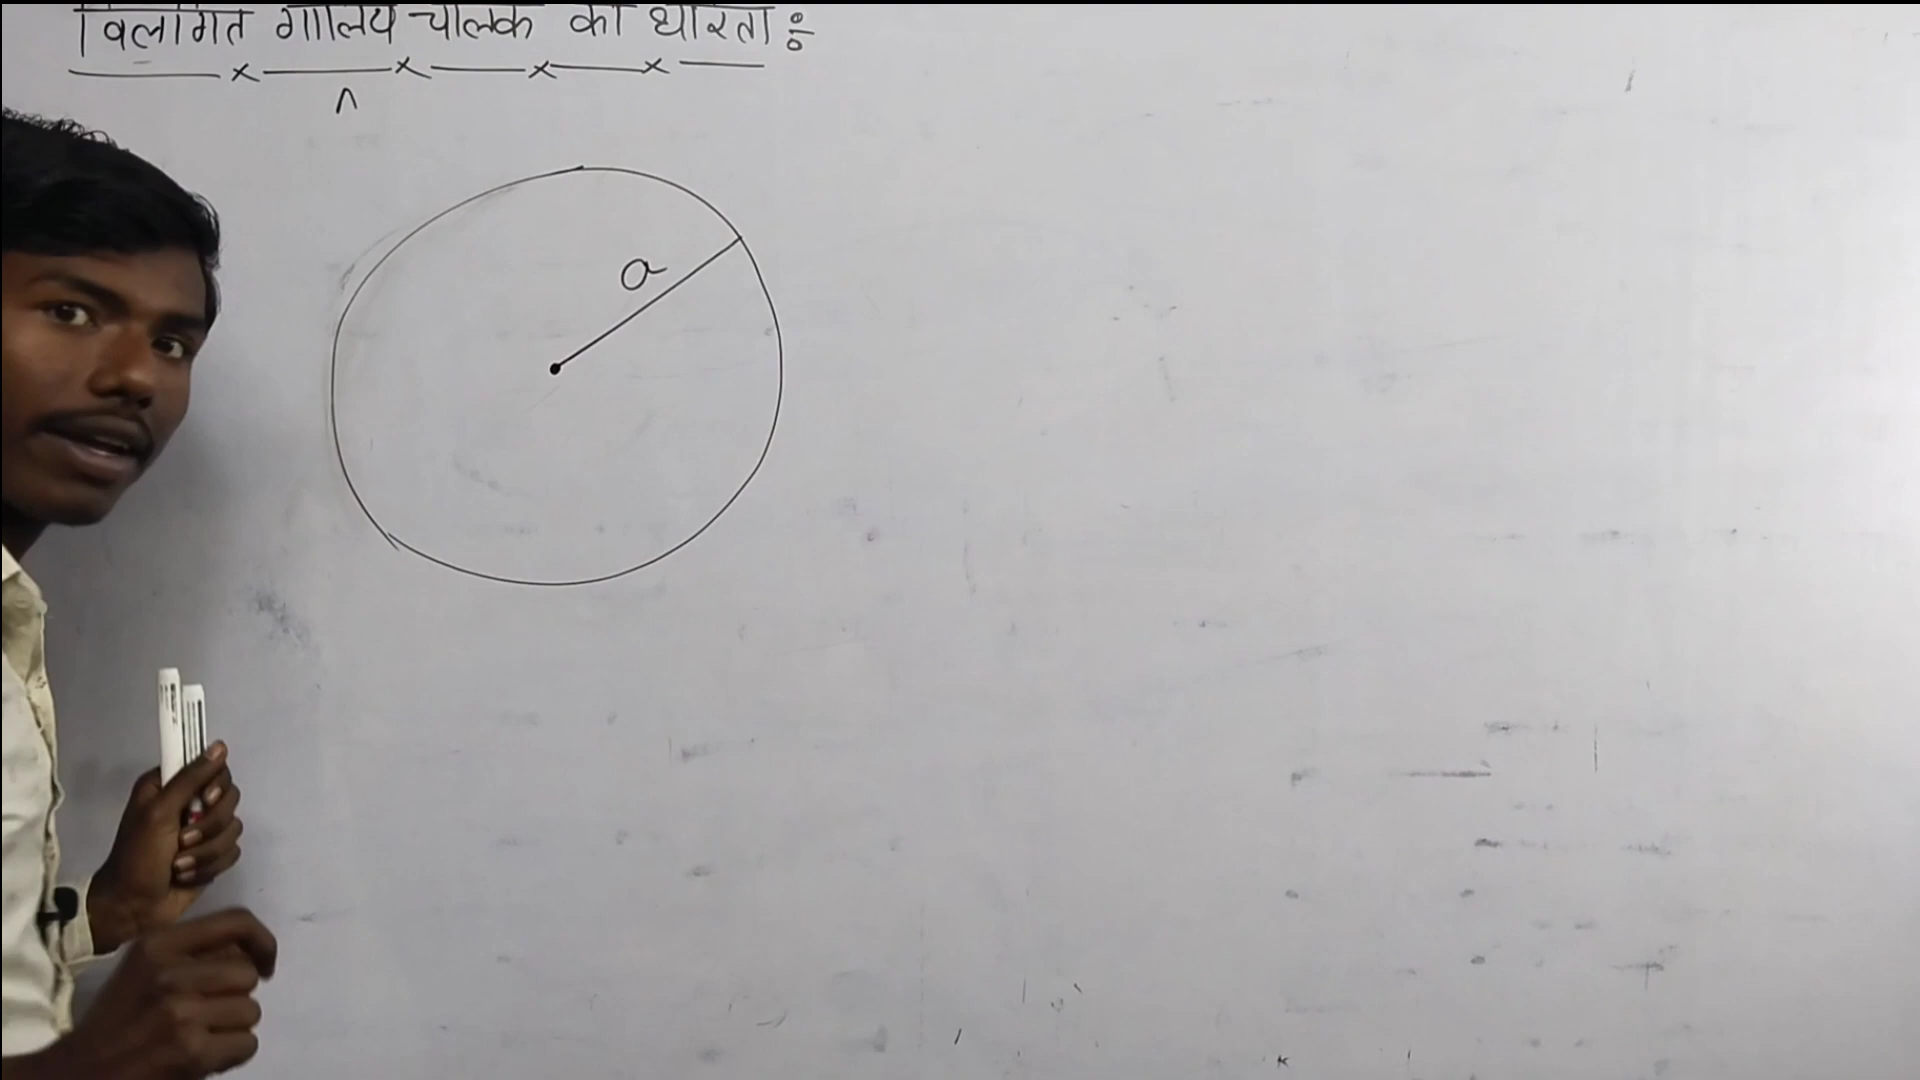 विलगित गोलिय चालक की धारिता :-
a